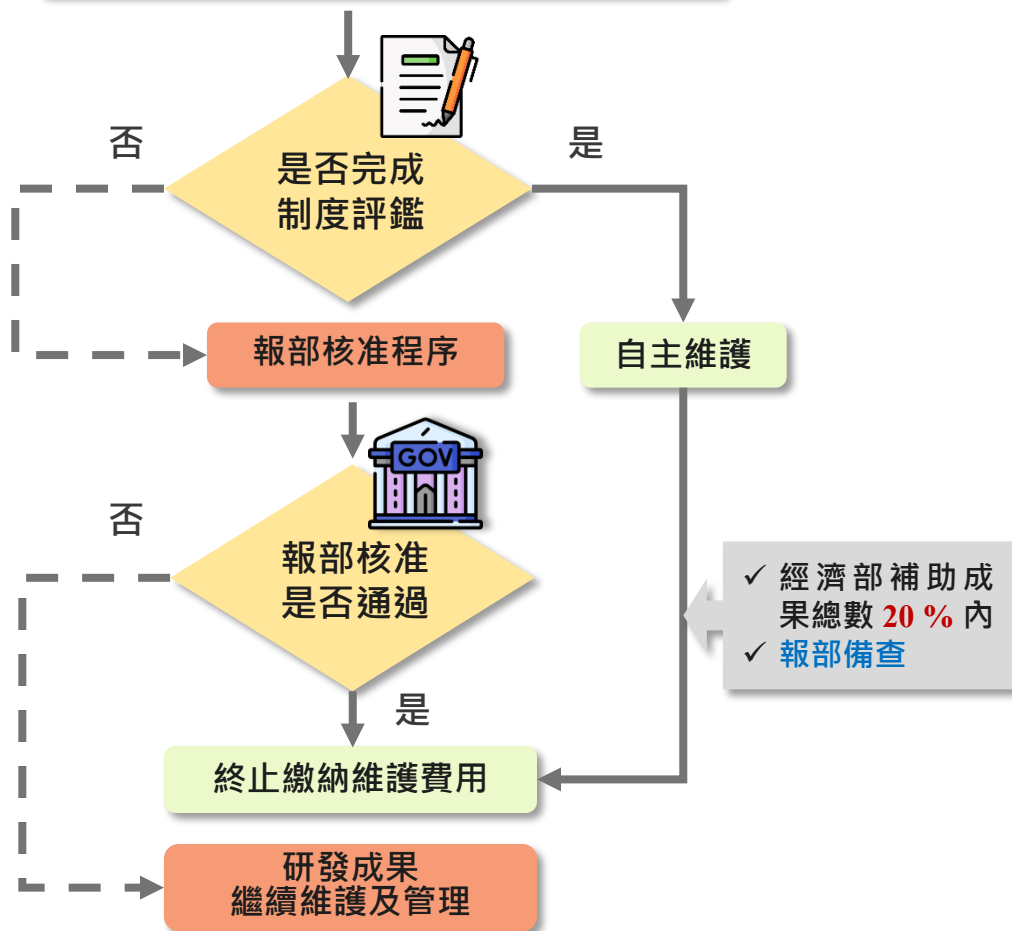 否
是
是否完成
制度評鑑
報部核准程序
自主維護
GOV
否
報部核准
是否通過
✓ 經濟部補助成
果總數 20 % 內
✓ 報部備查
是
終止繳納維護費用
研發成果
繼續維護及管理